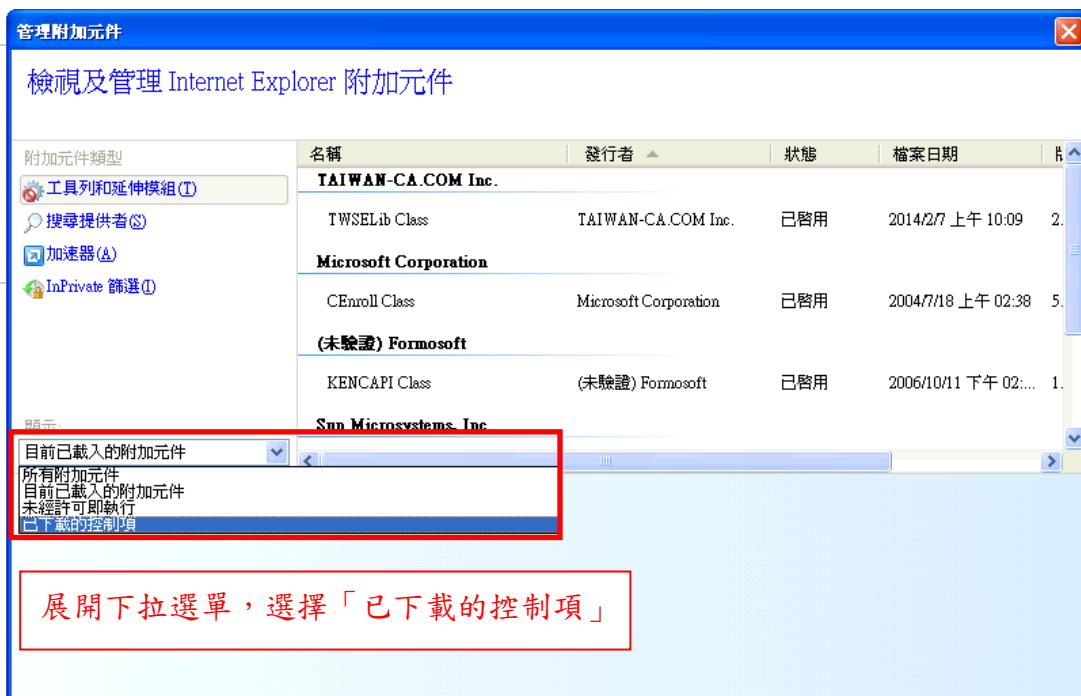 管理附加元件
檢視及管理 Internet Explorer 附加元件
附加元件類型
工具列和延伸模組(T)
搜尋提供者(S)
加速器(A)
InPrivate 篩選(I)
名稱 發行者 狀態 檔案日期
TAIWAN-CA.COM Inc.
TWSELib Class TAIWAN-CA.COM Inc. 已啓用 2014/2/7 上午 10:09 2.
Microsoft Corporation
CEnroll Class Microsoft Corporation 已啓用 2004/7/18 上午 02:38 5.
(未驗證) Formosoft
KENCAPI Class (未驗證) Formosoft 已啓用 2006/10/11 下午 02:... 1.
Sun Microsystems, Inc.
顯示:
目前已載入的附加元件
所有附加元件
目前已載入的附加元件
未經許可即執行
已下載的控制項
展開下拉選單，選擇「已下載的控制項」